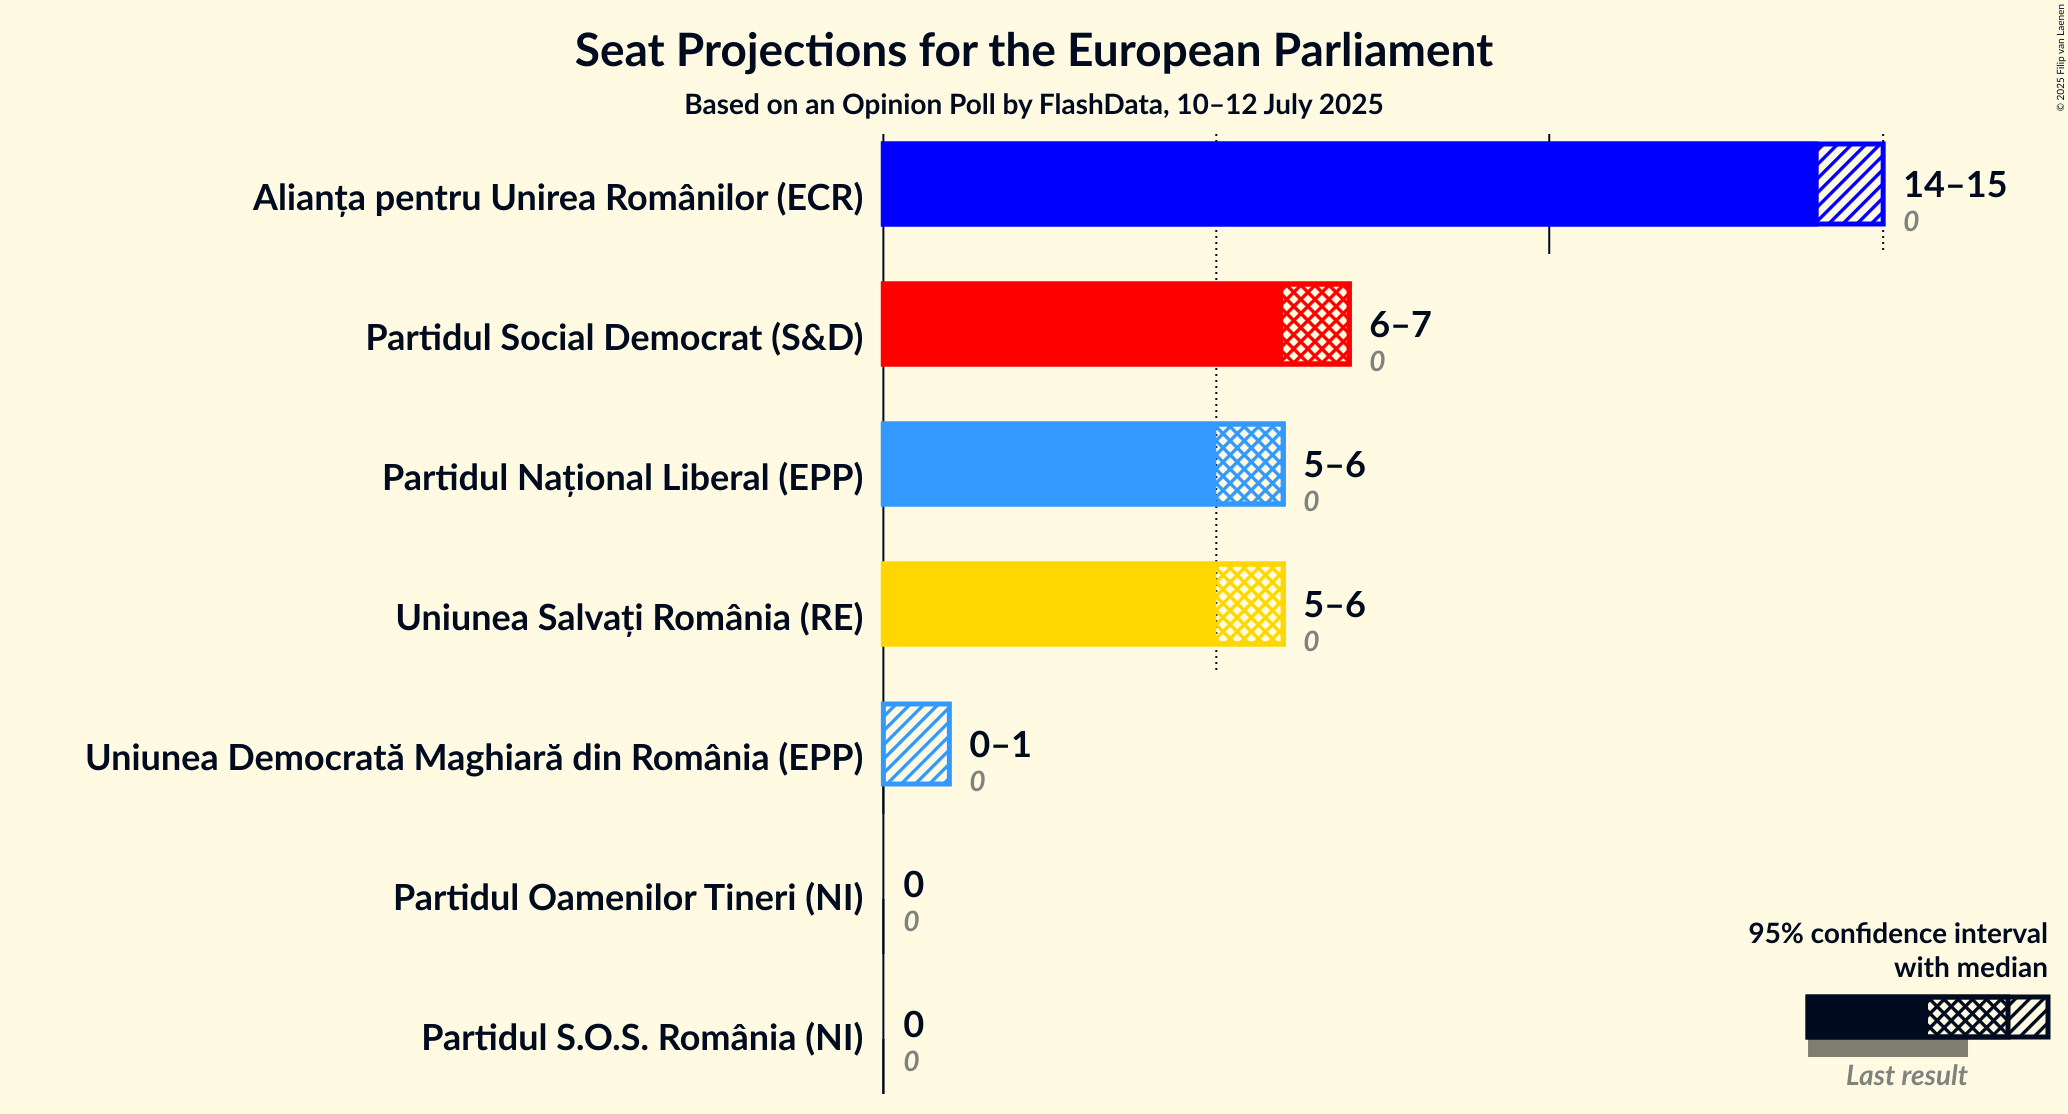 Seat Projections for the European Parliament
Based on an Opinion Poll by FlashData, 10–12 July 2025
© 2025 Filip van Laenen
Alianța pentru Unirea Românilor (ECR)
14–15
0
Partidul Social Democrat (S&D)
6–7
0
Partidul Național Liberal (EPP)
5–6
0
Uniunea Salvați România (RE)
5–6
0
Uniunea Democrată Maghiară din România (EPP)
0–1
0
Partidul Oamenilor Tineri (NI)
0
0
Partidul S.O.S. România (NI)
0
0
95% confidence interval
with median
Last result